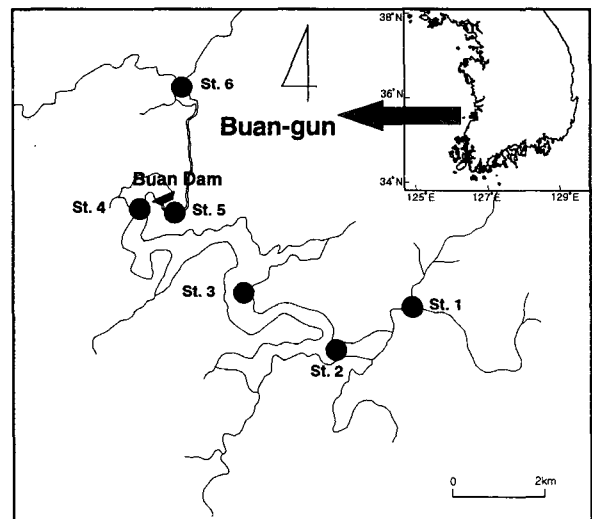 38˚N
St. 6
36˚N
Buan-gun
Buan Dam
34˚N
125˚E 127˚E 129˚E
St. 4
St. 5
St. 3
St. 1
St. 2
0 2km